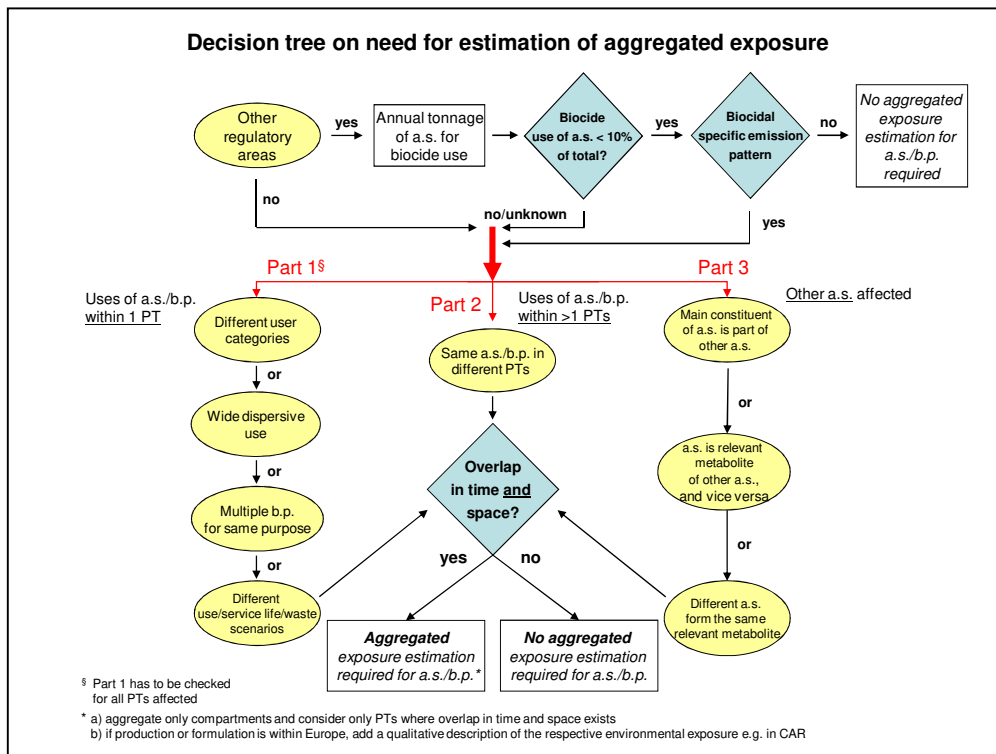 Decision tree on need for estimation of aggregated exposure
Other
regulatory
areas
yes
Annual tonnage
of a.s. for
biocide use
Biocide
use of a.s. < 10%
of total?
yes
Biocidal
specific emission
pattern
no
No aggregated
exposure
estimation for
a.s./b.p.
required
no
no/unknown
yes
Part 1§
Part 2
Part 3
Uses of a.s./b.p.
within 1 PT
Uses of a.s./b.p.
within >1 PTs
Other a.s. affected
Different user
categories
or
Wide dispersive
use
or
Multiple b.p.
for same purpose
or
Different
use/service life/waste
scenarios
Same a.s./b.p. in
different PTs
Overlap
in time and
space?
yes
no
Main constituent
of a.s. is part of
other a.s.
or
a.s. is relevant
metabolite
of other a.s.,
and vice versa
or
Different a.s.
form the same
relevant metabolite
Aggregated
exposure estimation
required for a.s./b.p.*
No aggregated
exposure estimation
required for a.s./b.p.
§ Part 1 has to be checked
for all PTs affected
* a) aggregate only compartments and consider only PTs where overlap in time and space exists
b) if production or formulation is within Europe, add a qualitative description of the respective environmental exposure e.g. in CAR